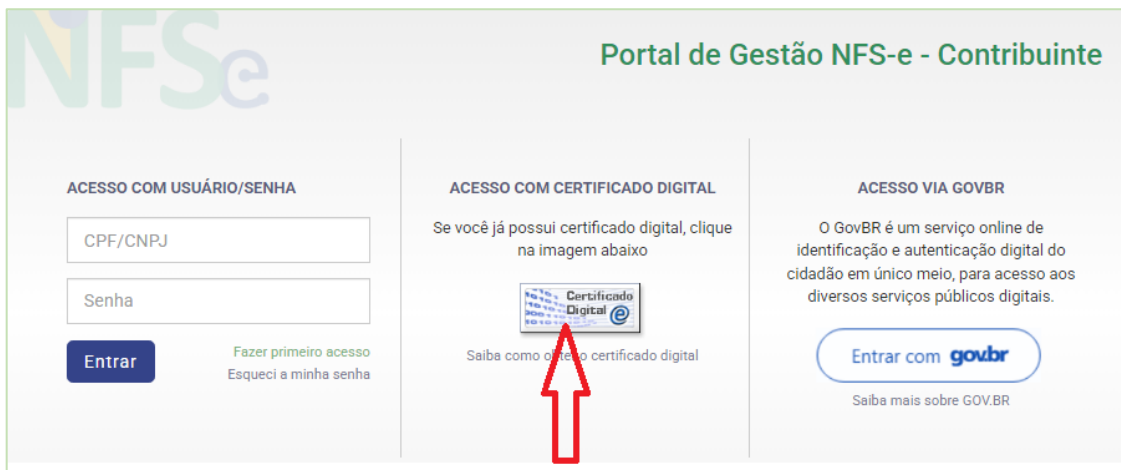 NFSe
Portal de Gestão NFS-e - Contribuinte
ACESSO COM USUÁRIO/SENHA
CPF/CNPJ
Senha
Entrar
Fazer primeiro acesso
Esqueci a minha senha
ACESSO COM CERTIFICADO DIGITAL
Se você já possui certificado digital, clique
na imagem abaixo
Certificado
Digital e
Saiba como o certificado digital
ACESSO VIA GOVBR
O GovBR é um serviço online de
identificação e autenticação digital do
cidadão em único meio, para acesso aos
diversos serviços públicos digitais.
Entrar com gov.br
Saiba mais sobre GOV.BR